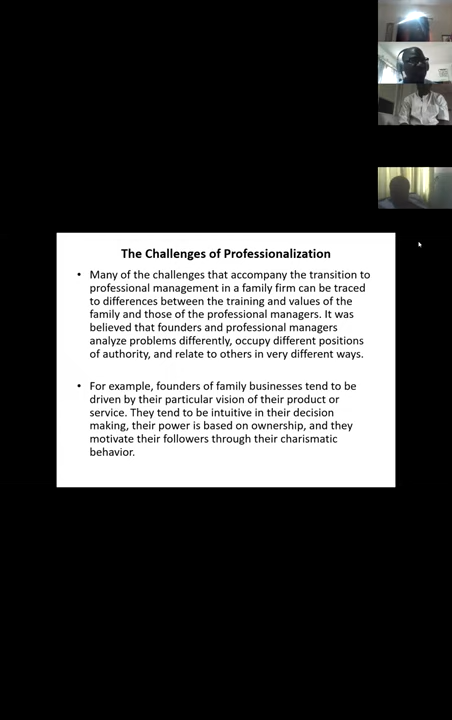 The Challenges of Professionalization
• Many of the challenges that accompany the transition to
professional management in a family firm can be traced
to differences between the training and values of the
family and those of the professional managers. It was
believed that founders and professional managers
analyze problems differently, occupy different positions
of authority, and relate to others in very different ways.
• For example, founders of family businesses tend to be
driven by their particular vision of their product or
service. They tend to be intuitive in their decision
making, their power is based on ownership, and they
motivate their followers through their charismatic
behavior.